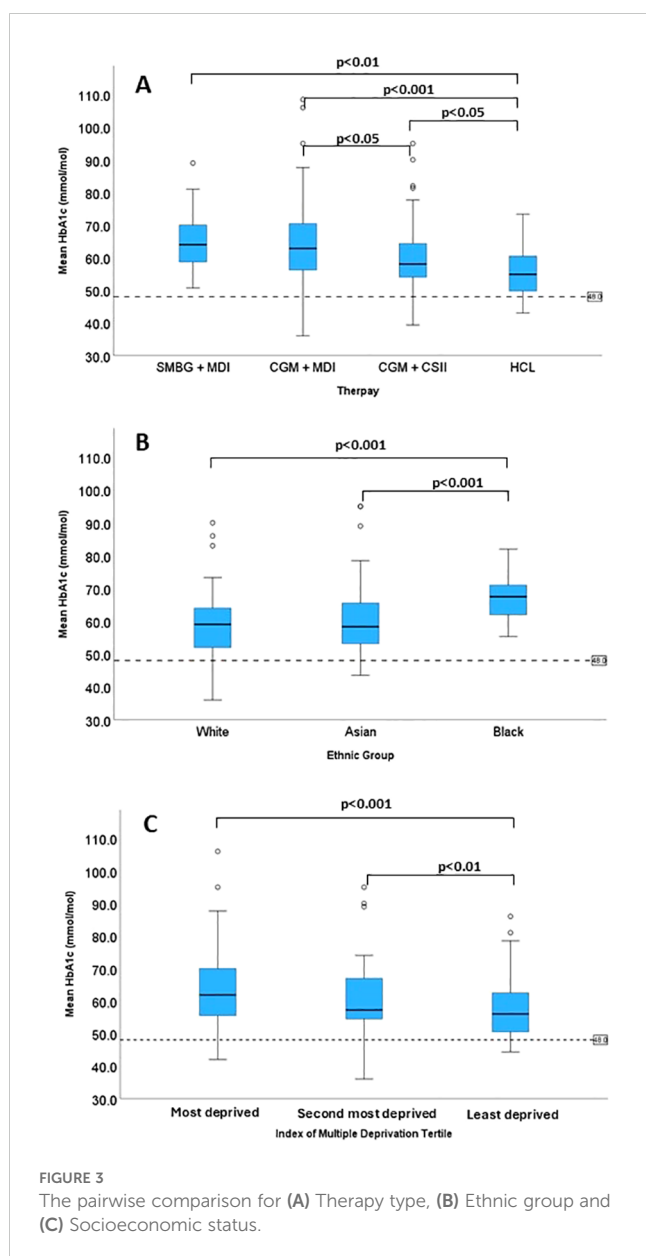 A
p<0.01
p<0.001
p<0.05
p<0.05
Mean HbA1c (mmol/mol)
110.0
100.0
90.0
80.0
70.0
60.0
50.0
40.0
30.0
48.0
SMBG + MDI CGM + MDI CGM + CSII HCL
Therpay
B
p<0.001
p<0.001
Mean HbA1c (mmol/mol)
110.0
100.0
90.0
80.0
70.0
60.0
50.0
40.0
30.0
48.0
White Asian Black
Ethnic Group
C
p<0.001
p<0.01
Mean HbA1c (mmol/mol)
110.0
100.0
90.0
80.0
70.0
60.0
50.0
40.0
30.0
48.0
Most deprived Second most deprived Least deprived
Index of Multiple Deprivation Tertile
FIGURE 3
The pairwise comparison for (A) Therapy type, (B) Ethnic group and
(C) Socioeconomic status.